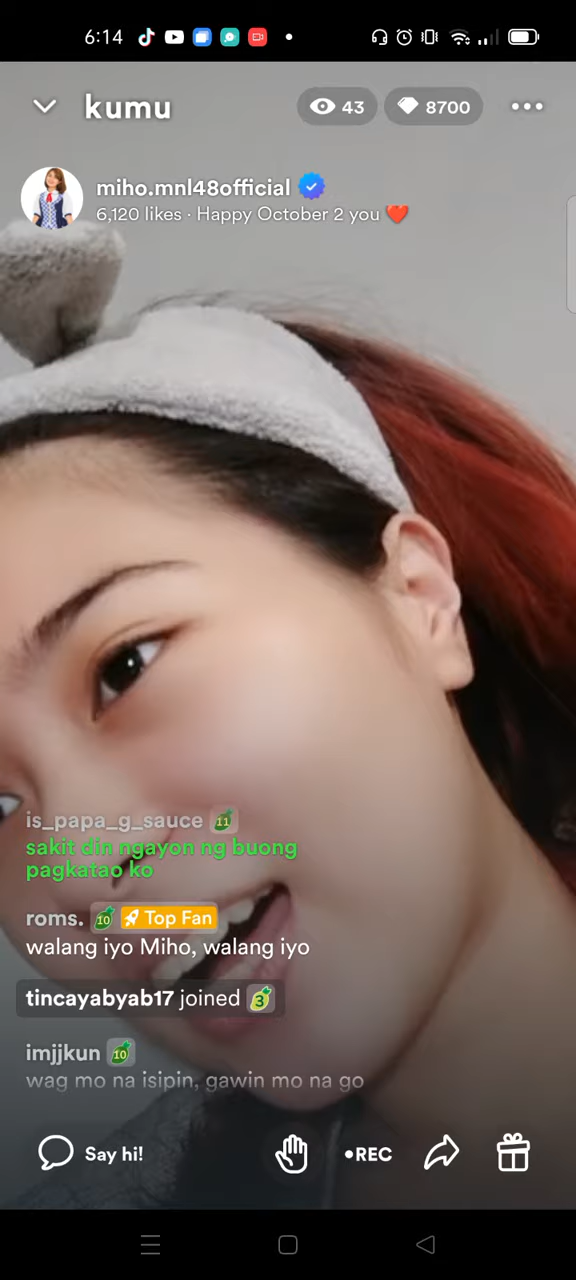 6:14
kumu
43
8700
miho.mnl48official
6,120 likes · Happy October 2 you ❤️
is_papa_g_sauce 11
sakit din ngayon ng buong
pagkatao ko
roms. 10 Top Fan
walang iyo Miho, walang iyo
tincayabyab17 joined 3
imjjkun 10
wag mo na isipin, gawin mo na go
Say hi!
•REC